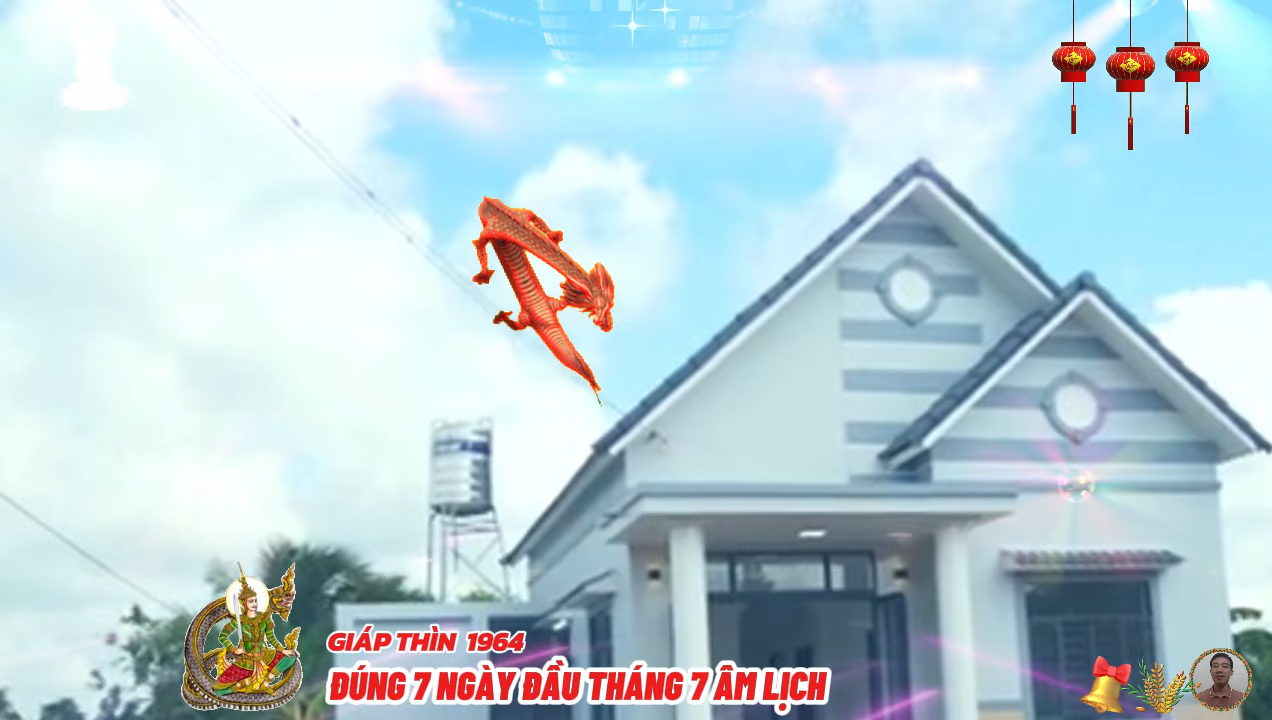 GIÁP THÌN 1964
ĐÚNG 7 NGÀY ĐẦU THÁNG 7 ÂM LỊCH